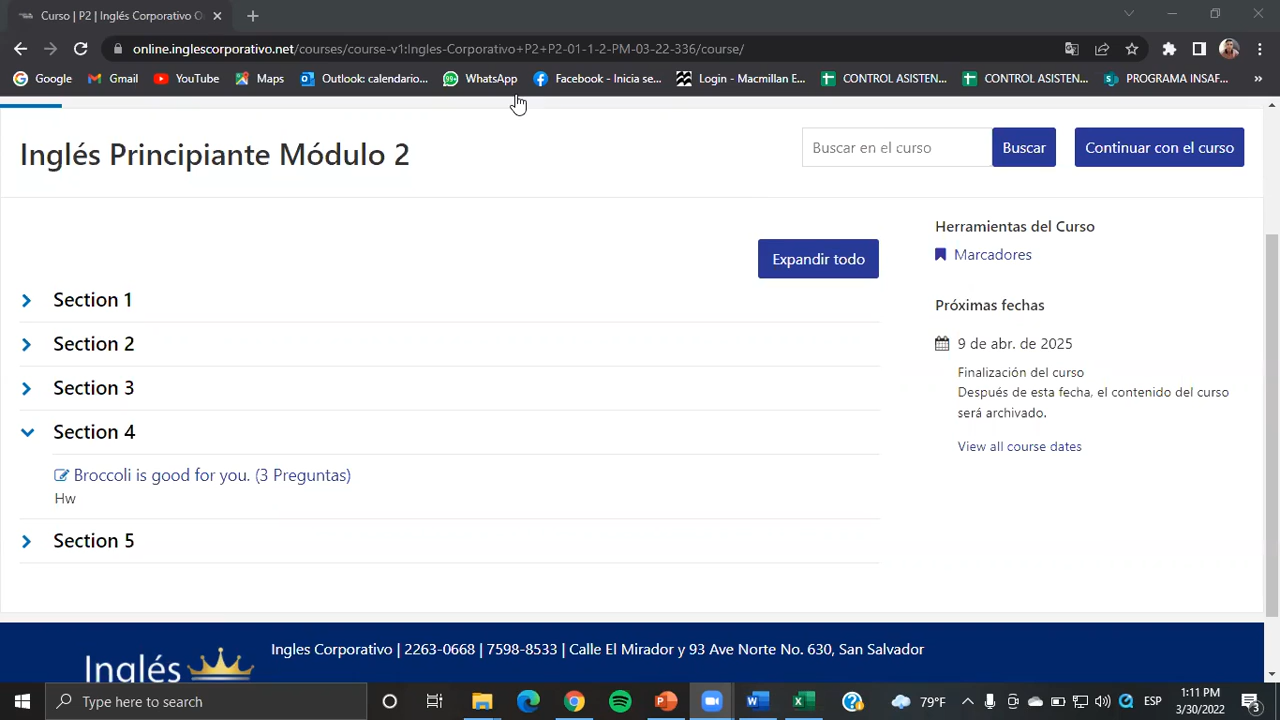 Curso | P2 | Inglés Corporativo O
online.inglescorporativo.net/courses/course-v1:Ingles-Corporativo+P2+P2-01-1-2-PM-03-22-336/course/
Google Gmail YouTube Maps Outlook: calendario... 99+ WhatsApp Facebook - Inicia se... Login - Macmillan E... CONTROL ASISTEN... CONTROL ASISTEN... PROGRAMA INSAF... »
Inglés Principiante Módulo 2
Buscar en el curso
Buscar
Continuar con el curso
Expandir todo
Section 1
Section 2
Section 3
Section 4
Broccoli is good for you. (3 Preguntas)
Hw
Section 5
Herramientas del Curso
Marcadores
Próximas fechas
9 de abr. de 2025
Finalización del curso
Después de esta fecha, el contenido del curso
será archivado.
View all course dates
Inglés
Ingles Corporativo | 2263-0668 | 7598-8533 | Calle El Mirador y 93 Ave Norte No. 630, San Salvador
Type here to search
79°F
ESP
1:11 PM
3/30/2022
3